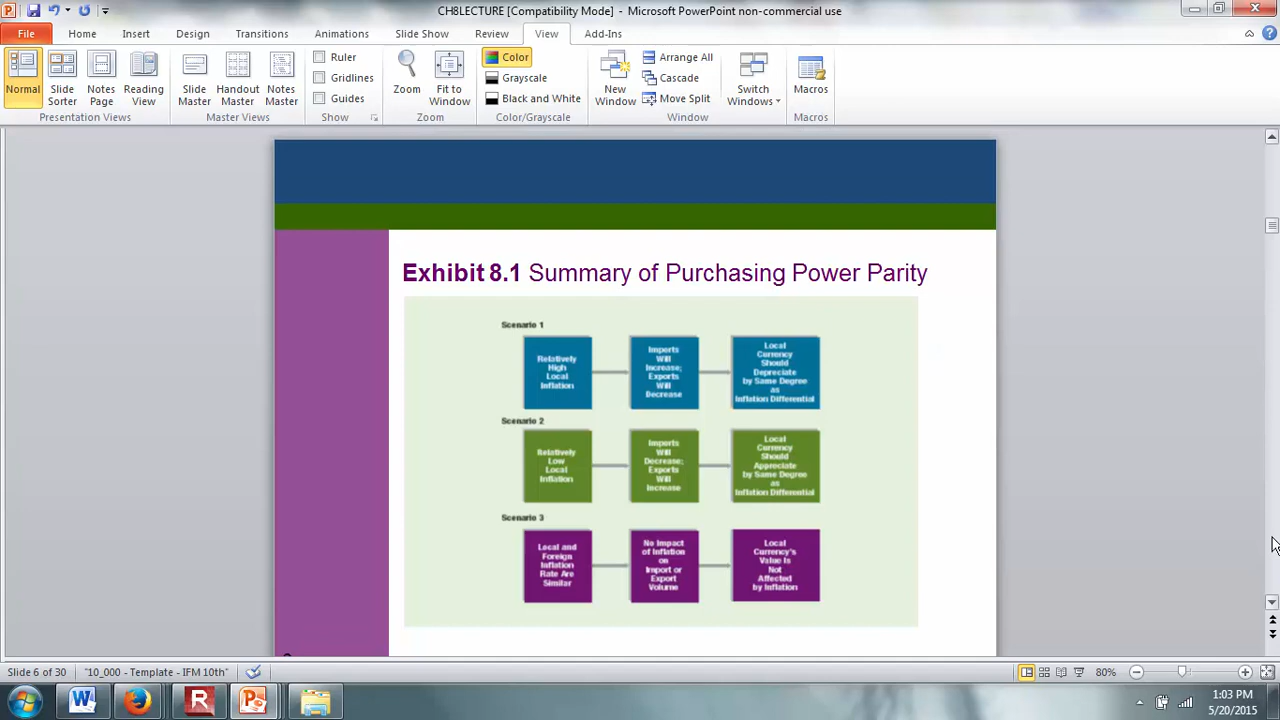 CH8LECTURE [Compatibility Mode] - Microsoft PowerPoint non-commercial use
File Home Insert Design Transitions Animations Slide Show Review View Add-Ins
Normal
Slide
Sorter
Notes
Page
Reading
View
Presentation Views
Slide
Master
Handout
Master
Notes
Master
Master Views
Ruler
Gridlines
Guides
Show
Zoom
Fit to
Window
Zoom
Color
Grayscale
Black and White
Color/Grayscale
New
Window
Arrange All
Cascade
Move Split
Switch
Windows
Window
Macros
Macros
Exhibit 8.1 Summary of Purchasing Power Parity
Scenario 1
Relatively
High
Local
Inflation
Imports
Will
Increase;
Exports
Will
Decrease
Local
Currency
Should
Depreciate
by Same Degree
as
Inflation Differential
Scenario 2
Relatively
Low
Local
Inflation
Imports
Will
Decrease;
Exports
Will
Increase
Local
Currency
Should
Appreciate
by Same Degree
as
Inflation Differential
Scenario 3
Local and
Foreign
Inflation
Rate Are
Similar
No Impact
of Inflation
on
Import or
Export
Volume
Local
Currency's
Value Is
Not
Affected
by Inflation
Slide 6 of 30 "10_000 - Template - IFM 10th" 80%
1:03 PM
5/20/2015